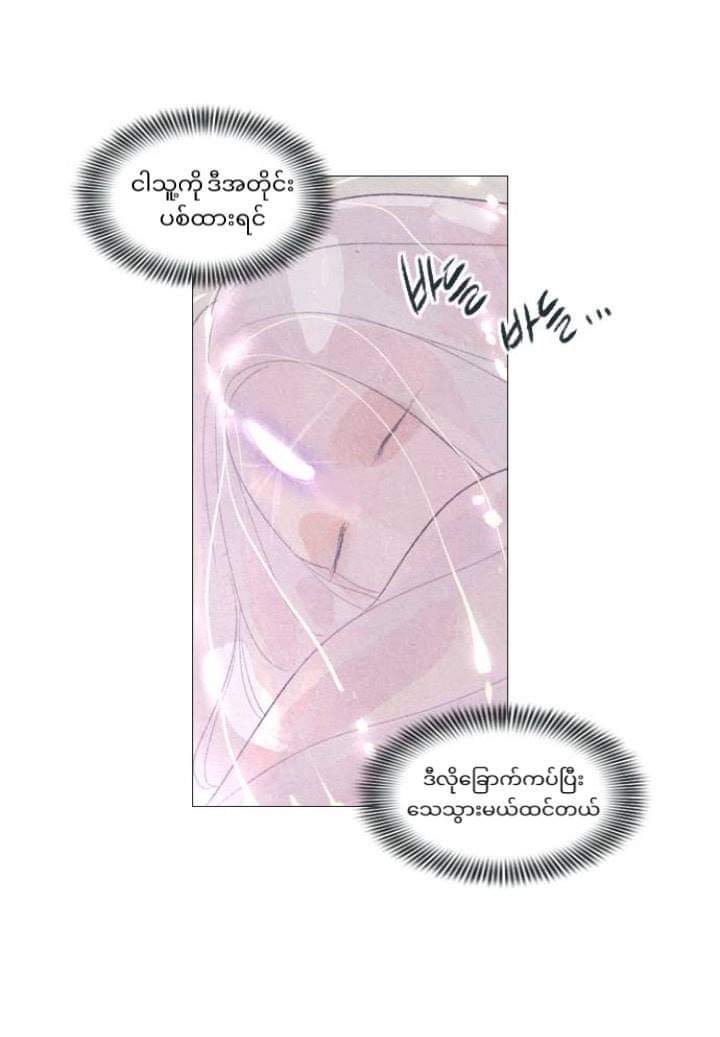 ငါသူ့ကို ဒီအတိုင်း
ပစ်ထားရင်
바들
바들...
ဒီလိုခြောက်ကပ်ပြီး
သေသွားမယ်ထင်တယ်